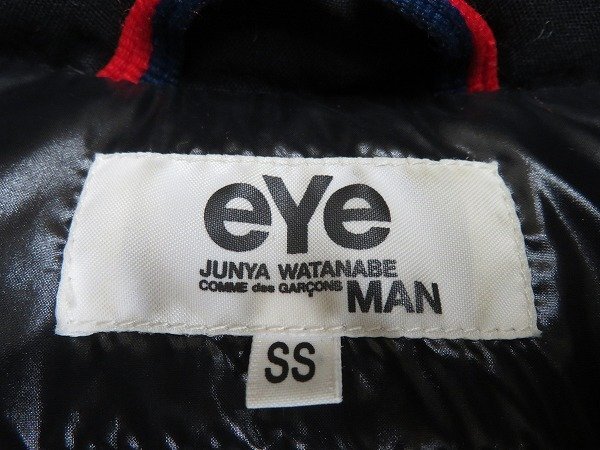 eYe
JUNYA WATANABE
COMME des GARÇONS MAN
SS